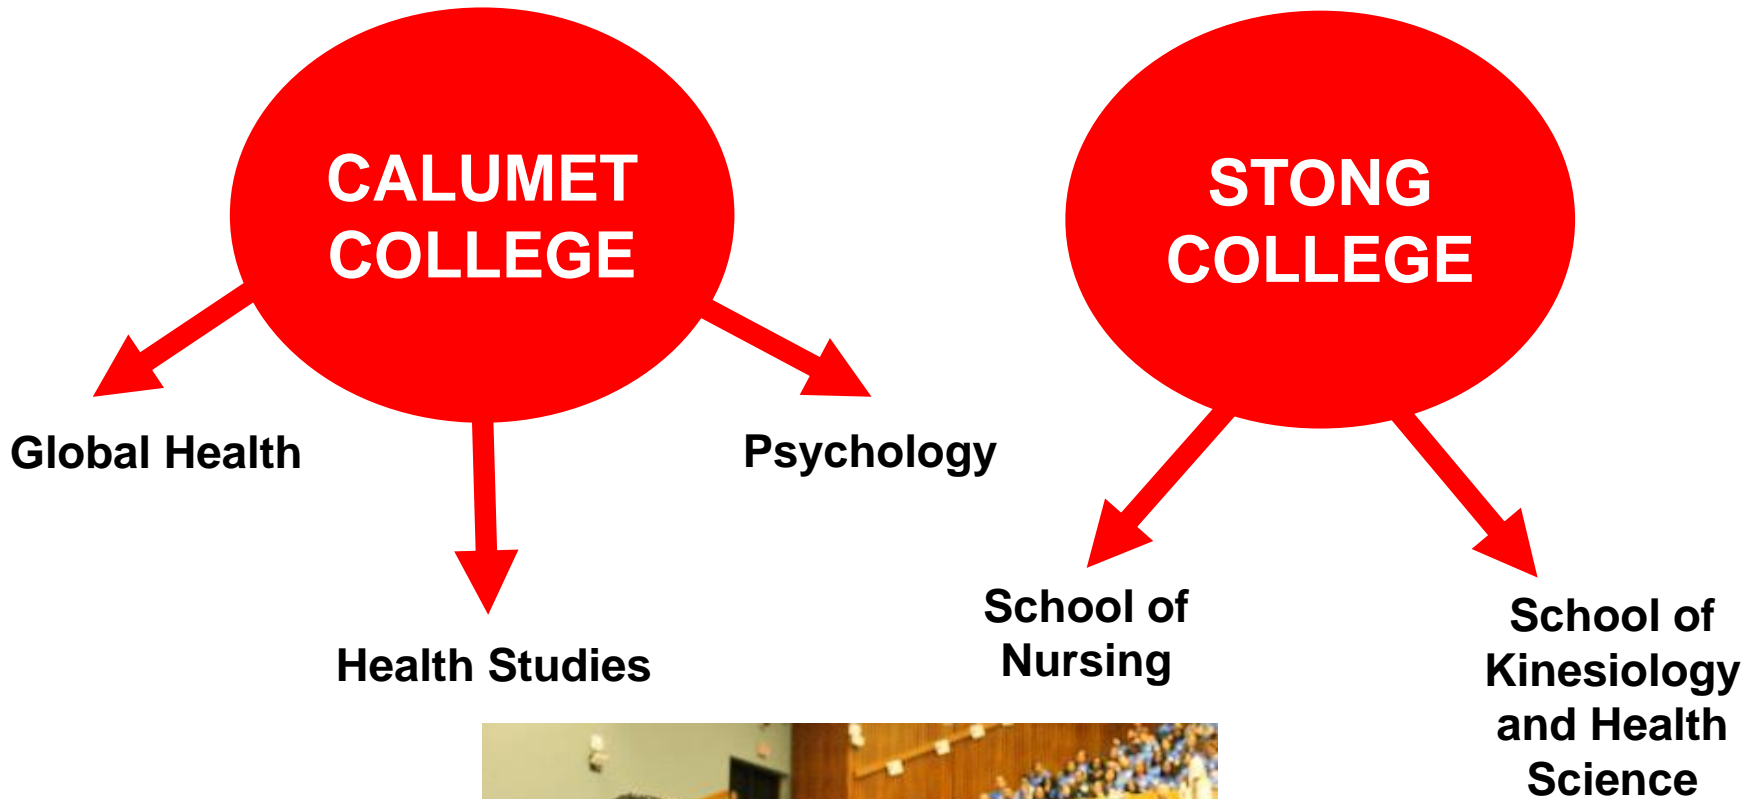 CALUMET
COLLEGE
Global Health
Health Studies
Psychology
STONG
COLLEGE
School of
Nursing
School of
Kinesiology
and Health
Science